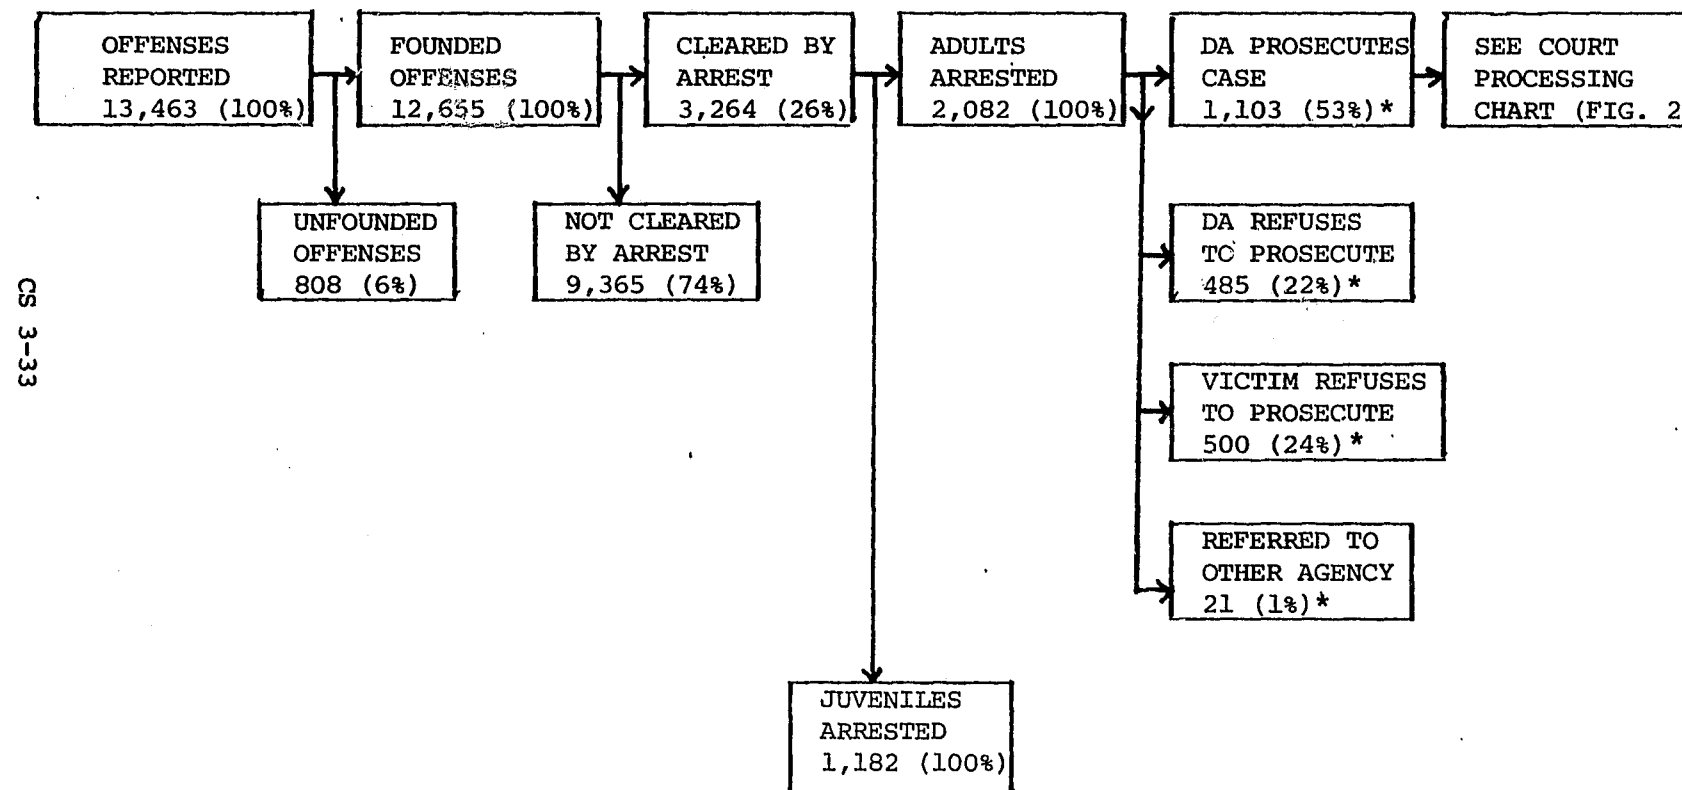 OFFENSES
REPORTED
13,463 (100%)
FOUNDED
OFFENSES
12,655 (100%)
CLEARED BY
ARREST
3,264 (26%)
ADULTS
ARRESTED
2,082 (100%)
DA PROSECUTES
CASE
1,103 (53%)*
SEE COURT
PROCESSING
CHART (FIG. 2
UNFOUNDED
OFFENSES
808 (6%)
NOT CLEARED
BY ARREST
9,365 (74%)
DA REFUSES
TO PROSECUTE
485 (22%)*
VICTIM REFUSES
TO PROSECUTE
500 (24%)*
REFERRED TO
OTHER AGENCY
21 (1%)*
JUVENILES
ARRESTED
1,182 (100%)
CS 3-33